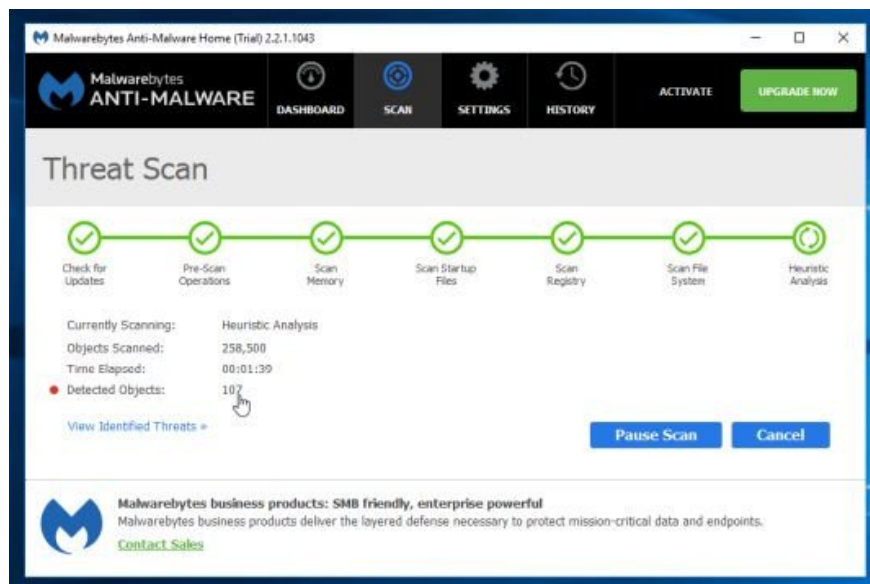 Malwarebytes Anti-Malware Home (Trial) 2.2.1.1043
Malwarebytes
ANTI-MALWARE
DASHBOARD
SCAN
SETTINGS
HISTORY
ACTIVATE
UPGRADE NOW
Threat Scan
Check for
Updates
Pre-Scan
Operations
Scan
Memory
Scan Startup
Files
Scan
Registry
Scan File
System
Heuristic
Analysis
Currently Scanning: Heuristic Analysis
Objects Scanned: 258,500
Time Elapsed: 00:01:39
Detected Objects: 107
View Identified Threats »
Pause Scan
Cancel
Malwarebytes business products: SMB friendly, enterprise powerful
Malwarebytes business products deliver the layered defense necessary to protect mission-critical data and endpoints.
Contact Sales